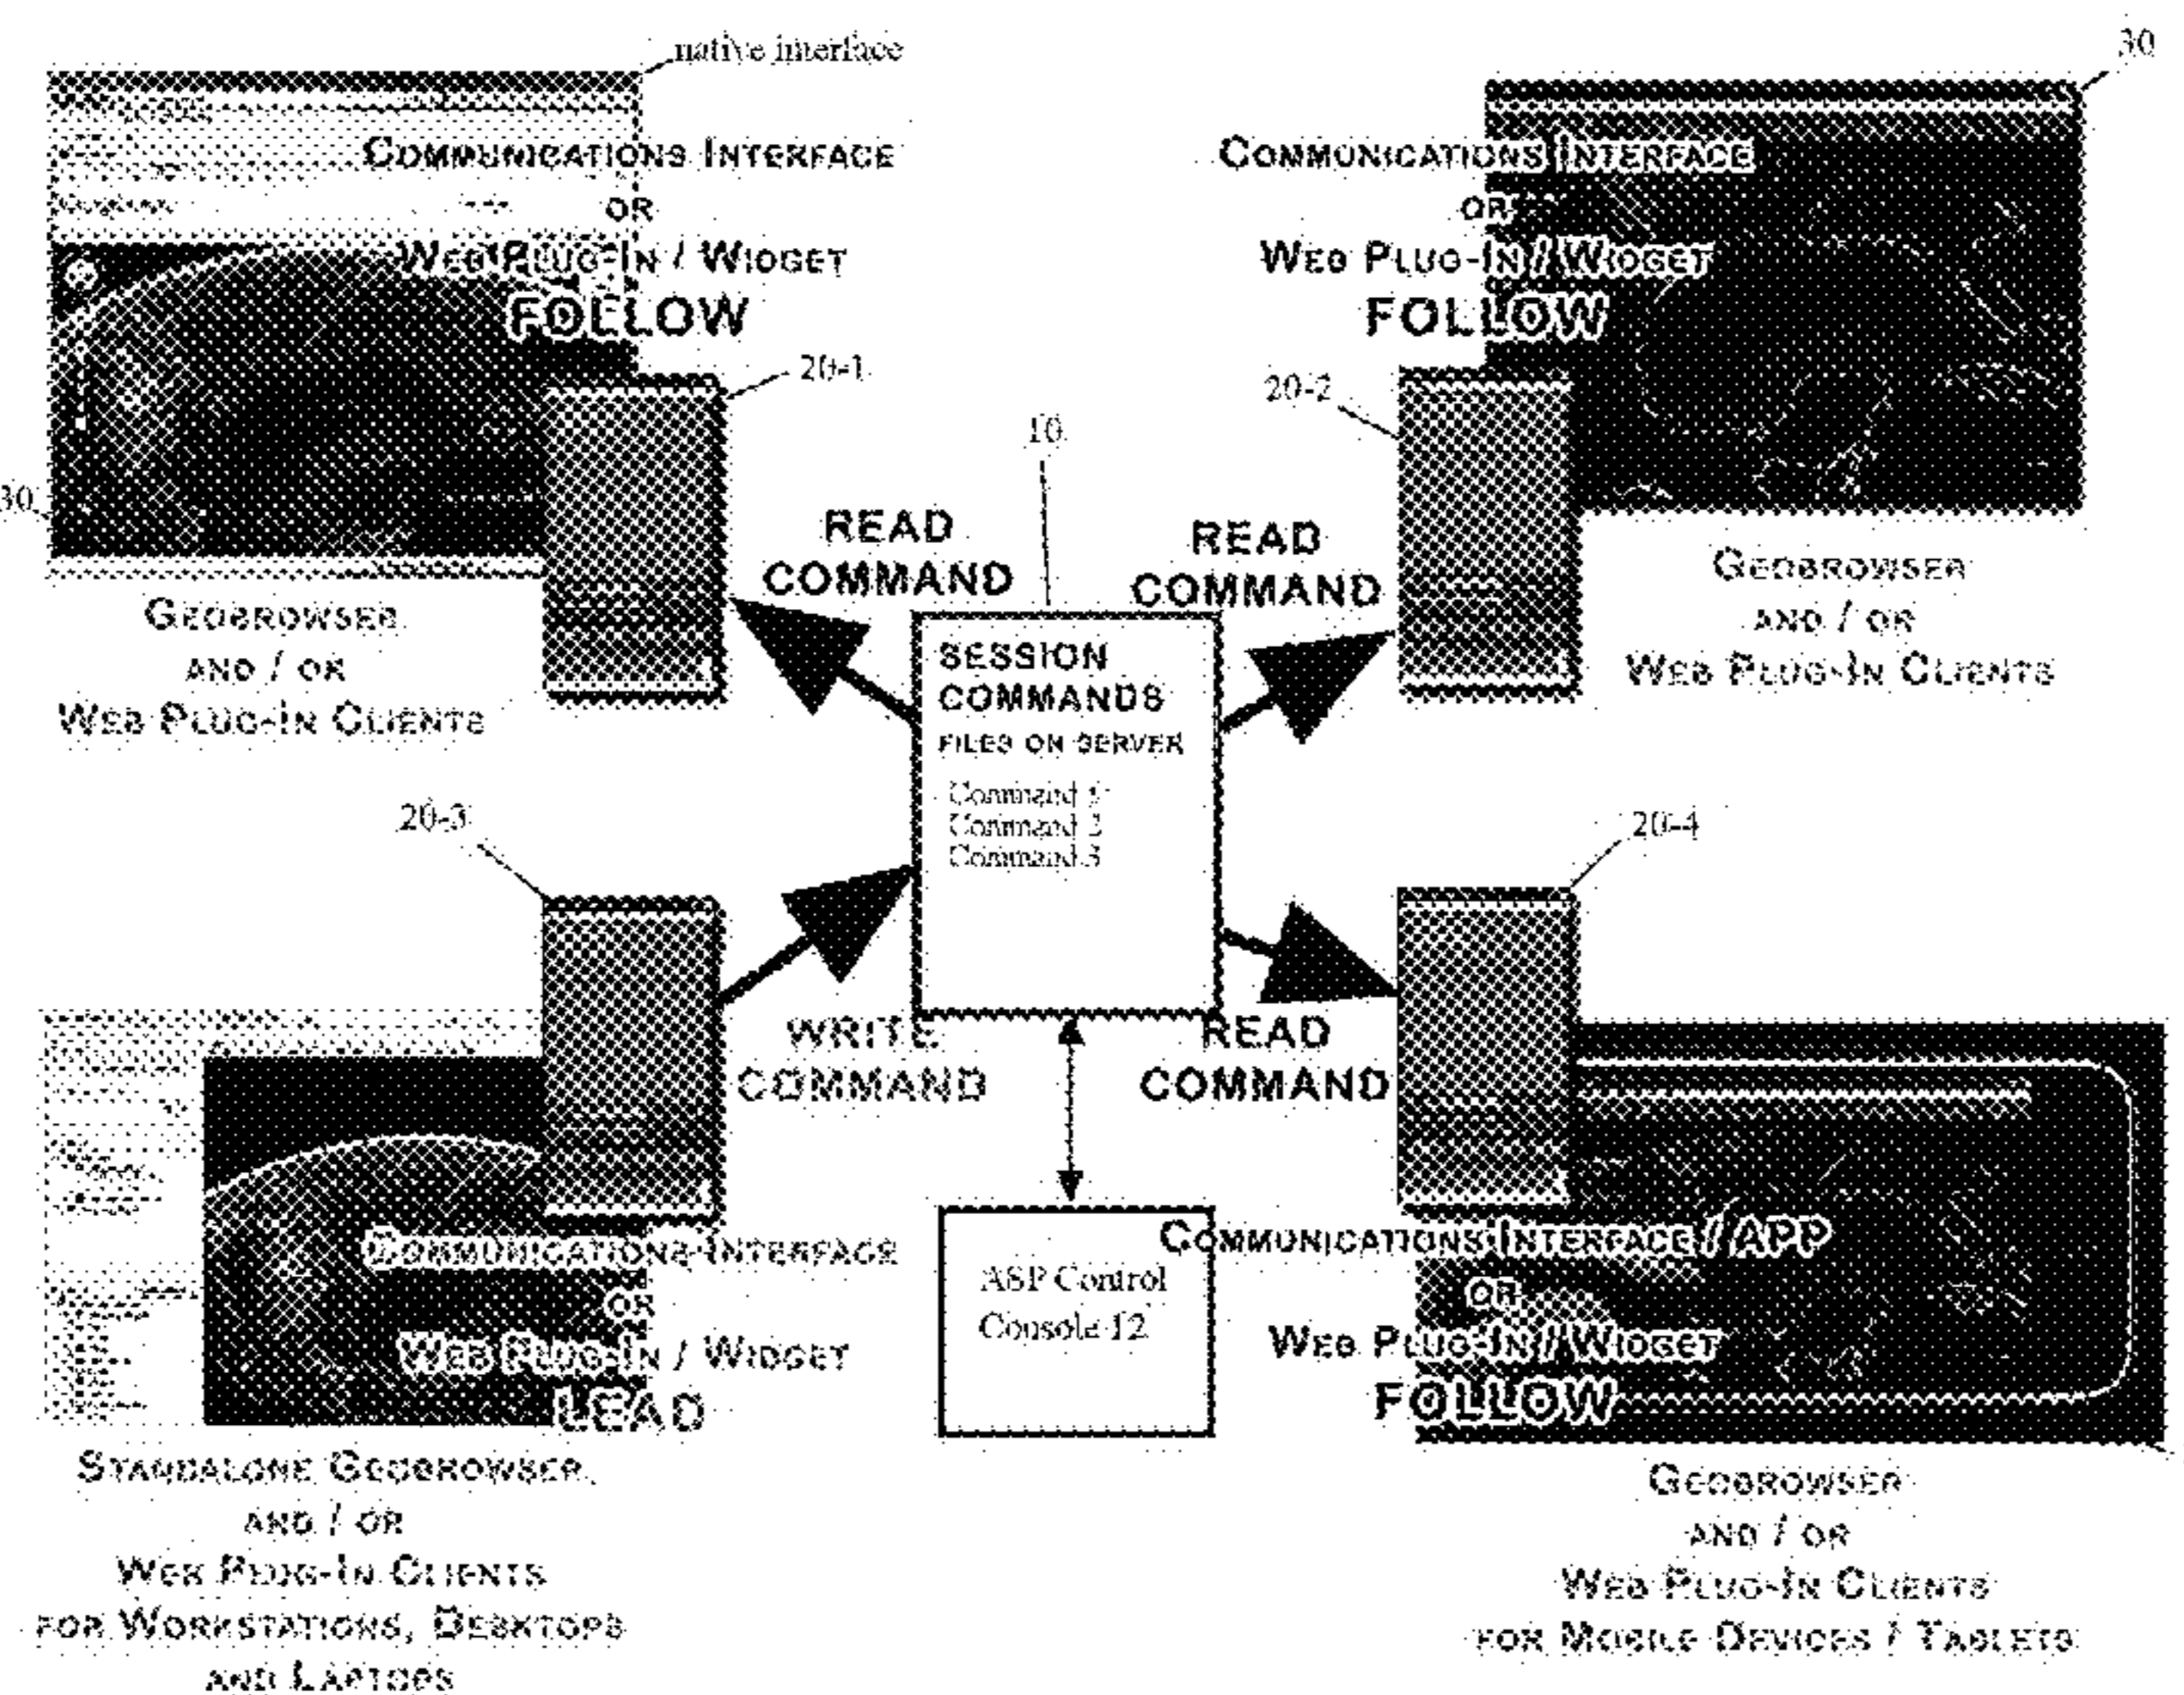 native interface
30
COMMUNICATIONS INTERFACE
OR
WEB PLUG-IN / WIDGET
FOLLOW
COMMUNICATIONS INTERFACE
OR
WEB PLUG-IN / WIDGET
FOLLOW
20-1
20-2
10
30
READ
COMMAND
READ
COMMAND
GEOBROWSER
AND / OR
WEB PLUG-IN CLIENTS
GEOBROWSER
AND / OR
WEB PLUG-IN CLIENTS
SESSION
COMMANDS
FILES ON SERVER
Command 1
Command 2
Command 3
20-3
20-4
WRITE
COMMAND
READ
COMMAND
COMMUNICATIONS INTERFACE
OR
WEB PLUG-IN / WIDGET
LEAD
ASP Control
Console 12
COMMUNICATIONS INTERFACE / APP
OR
WEB PLUG-IN / WIDGET
FOLLOW
STANDALONE GEOBROWSER
AND / OR
WEB PLUG-IN CLIENTS
FOR WORKSTATIONS, DESKTOPS
AND LAPTOPS
GEOBROWSER
AND / OR
WEB PLUG-IN CLIENTS
FOR MOBILE DEVICES / TABLETS